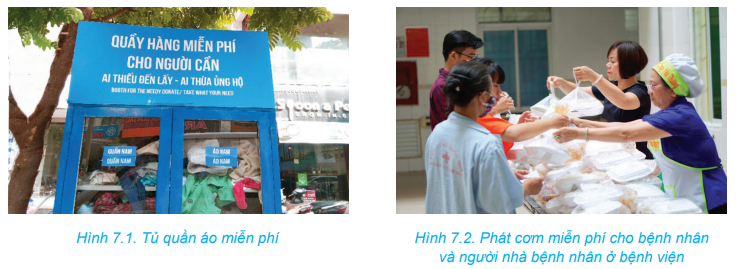 QUẦY HÀNG MIỄN PHÍ
CHO NGƯỜI CẦN
AI THIẾU ĐẾN LẤY - AI THỪA ỦNG HỘ
BOOTH FOR THE NEEDY DONATE/ TAKE WHAT YOUR NEED
QUẦN NAM
QUẦN NAM
ÁO NAM
ÁO NAM
Hình 7.1. Tủ quần áo miễn phí
Hình 7.2. Phát cơm miễn phí cho bệnh nhân
và người nhà bệnh nhân ở bệnh viện